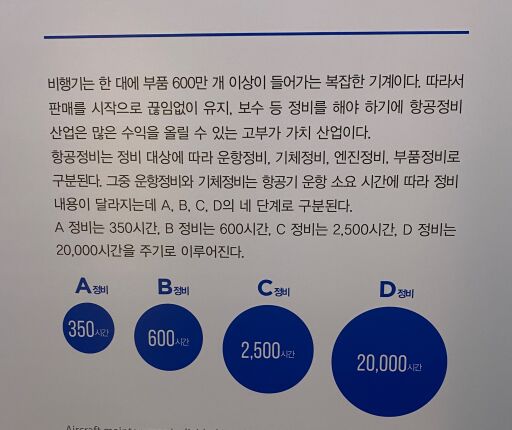 비행기는 한 대에 부품 600만 개 이상이 들어가는 복잡한 기계이다. 따라서
판매를 시작으로 끊임없이 유지, 보수 등 정비를 해야 하기에 항공정비
산업은 많은 수익을 올릴 수 있는 고부가 가치 산업이다.
항공정비는 정비 대상에 따라 운항정비, 기체정비, 엔진정비, 부품정비로
구분된다. 그중 운항정비와 기체정비는 항공기 운항 소요 시간에 따라 정비
내용이 달라지는데 A, B, C, D의 네 단계로 구분된다.
A 정비는 350시간, B 정비는 600시간, C 정비는 2,500시간, D 정비는
20,000시간을 주기로 이루어진다.
A정비 B정비 C정비 D정비
350시간 600시간 2,500시간 20,000시간